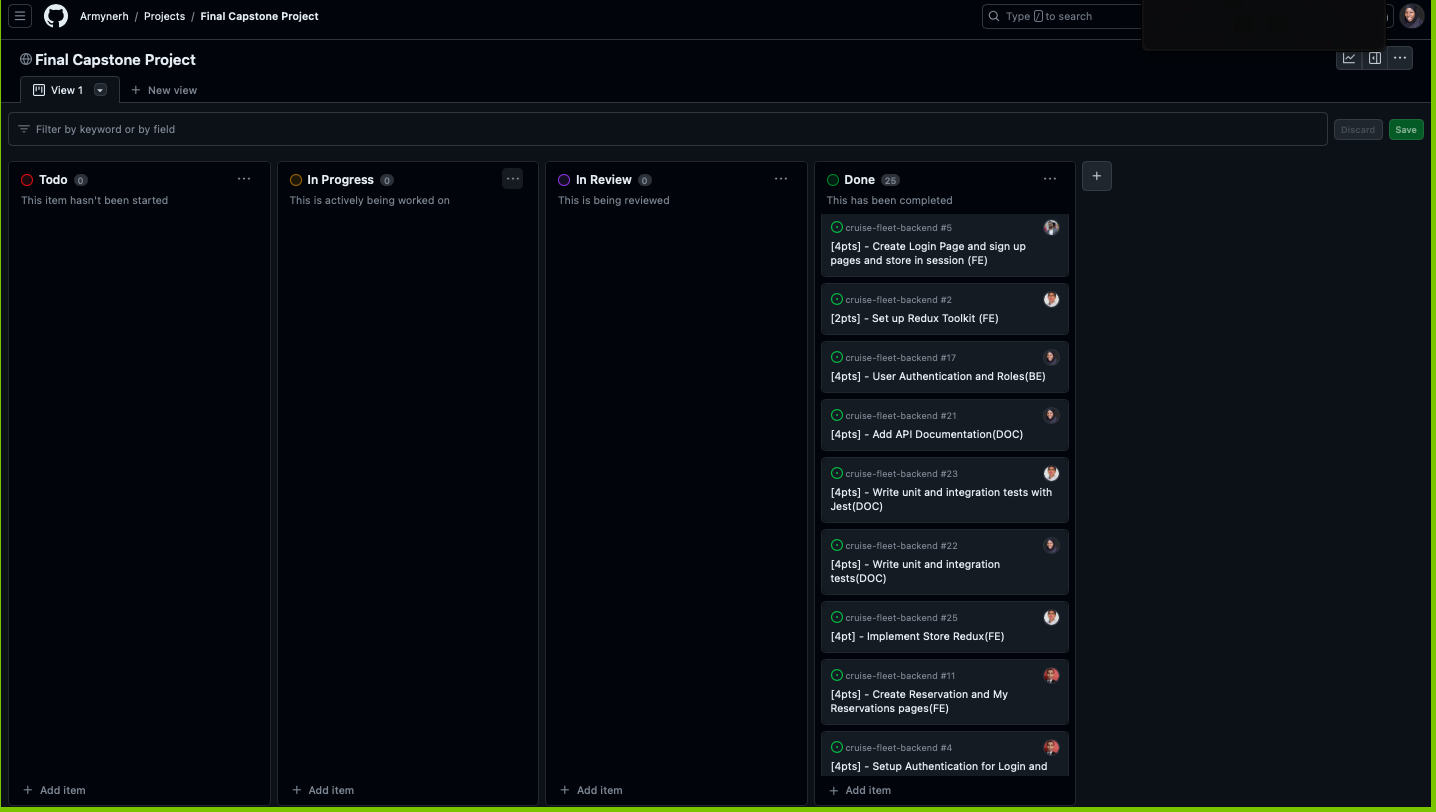 Armynerh / Projects / Final Capstone Project
Type / to search
Final Capstone Project
View 1
New view
Filter by keyword or by field
Discard
Save
Todo 0
This item hasn't been started
Add item
In Progress 0
This is actively being worked on
Add item
In Review 0
This is being reviewed
Add item
Done 25
This has been completed
cruise-fleet-backend #5
[4pts] - Create Login Page and sign up
pages and store in session (FE)
cruise-fleet-backend #2
[2pts] - Set up Redux Toolkit (FE)
cruise-fleet-backend #17
[4pts] - User Authentication and Roles(BE)
cruise-fleet-backend #21
[4pts] - Add API Documentation(DOC)
cruise-fleet-backend #23
[4pts] - Write unit and integration tests with
Jest(DOC)
cruise-fleet-backend #22
[4pts] - Write unit and integration
tests(DOC)
cruise-fleet-backend #25
[4pt] - Implement Store Redux(FE)
cruise-fleet-backend #11
[4pts] - Create Reservation and My
Reservations pages(FE)
cruise-fleet-backend #4
[4pts] - Setup Authentication for Login and
Add item